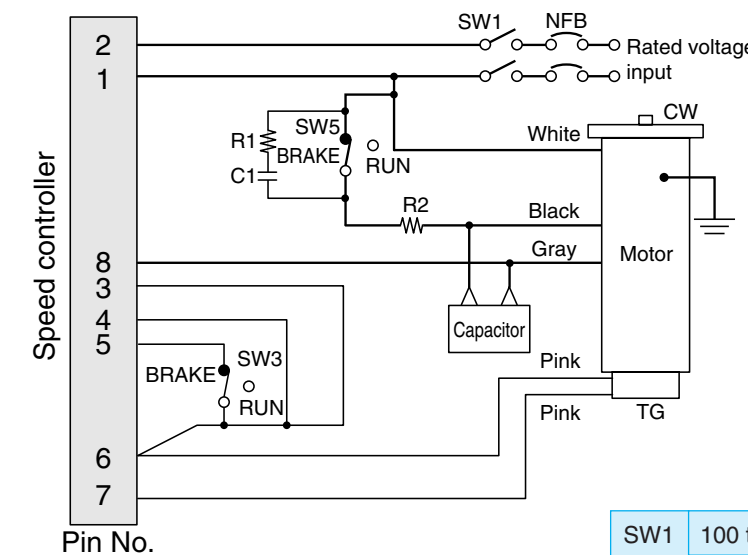 SW1
NFB
2
Rated voltage
1
input
CW
SW5
White
R1
BRAKE
RUN
C1
R2
Black
Gray
Motor
8
3
Capacitor
4
5
SW3
BRAKE
RUN
Pink
Pink
TG
6
7
Speed controller
Pin No.
SW1 100